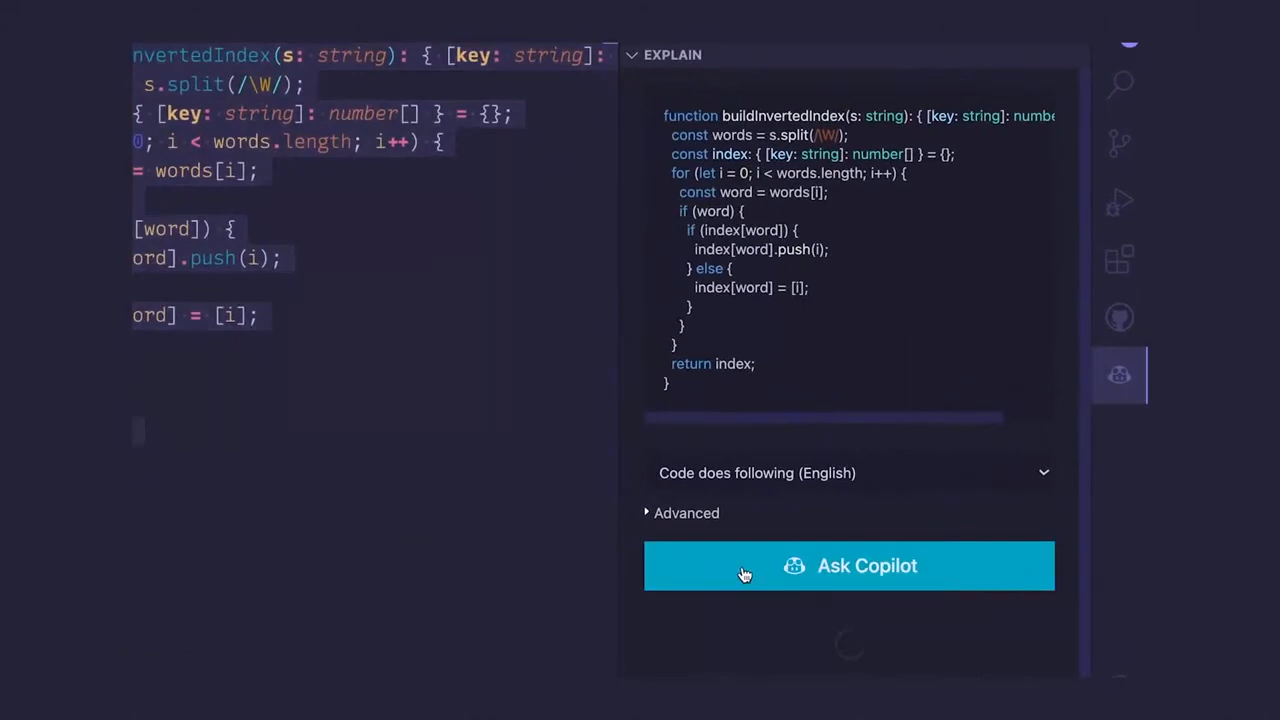 nvertedIndex(s: string): { [key: string]:
s.split(/\W/);
{ [key: string]: number[] } = {};
0; i < words.length; i++) {
= words[i];
[word]) {
ord].push(i);
ord] = [i];
EXPLAIN
function buildInvertedIndex(s: string): { [key: string]: numbe
const words = s.split(/\W/);
const index: { [key: string]: number[] } = {};
for (let i = 0; i < words.length; i++) {
const word = words[i];
if (word) {
if (index[word]) {
index[word].push(i);
} else {
index[word] = [i];
}
}
}
return index;
}
Code does following (English)
Advanced
Ask Copilot